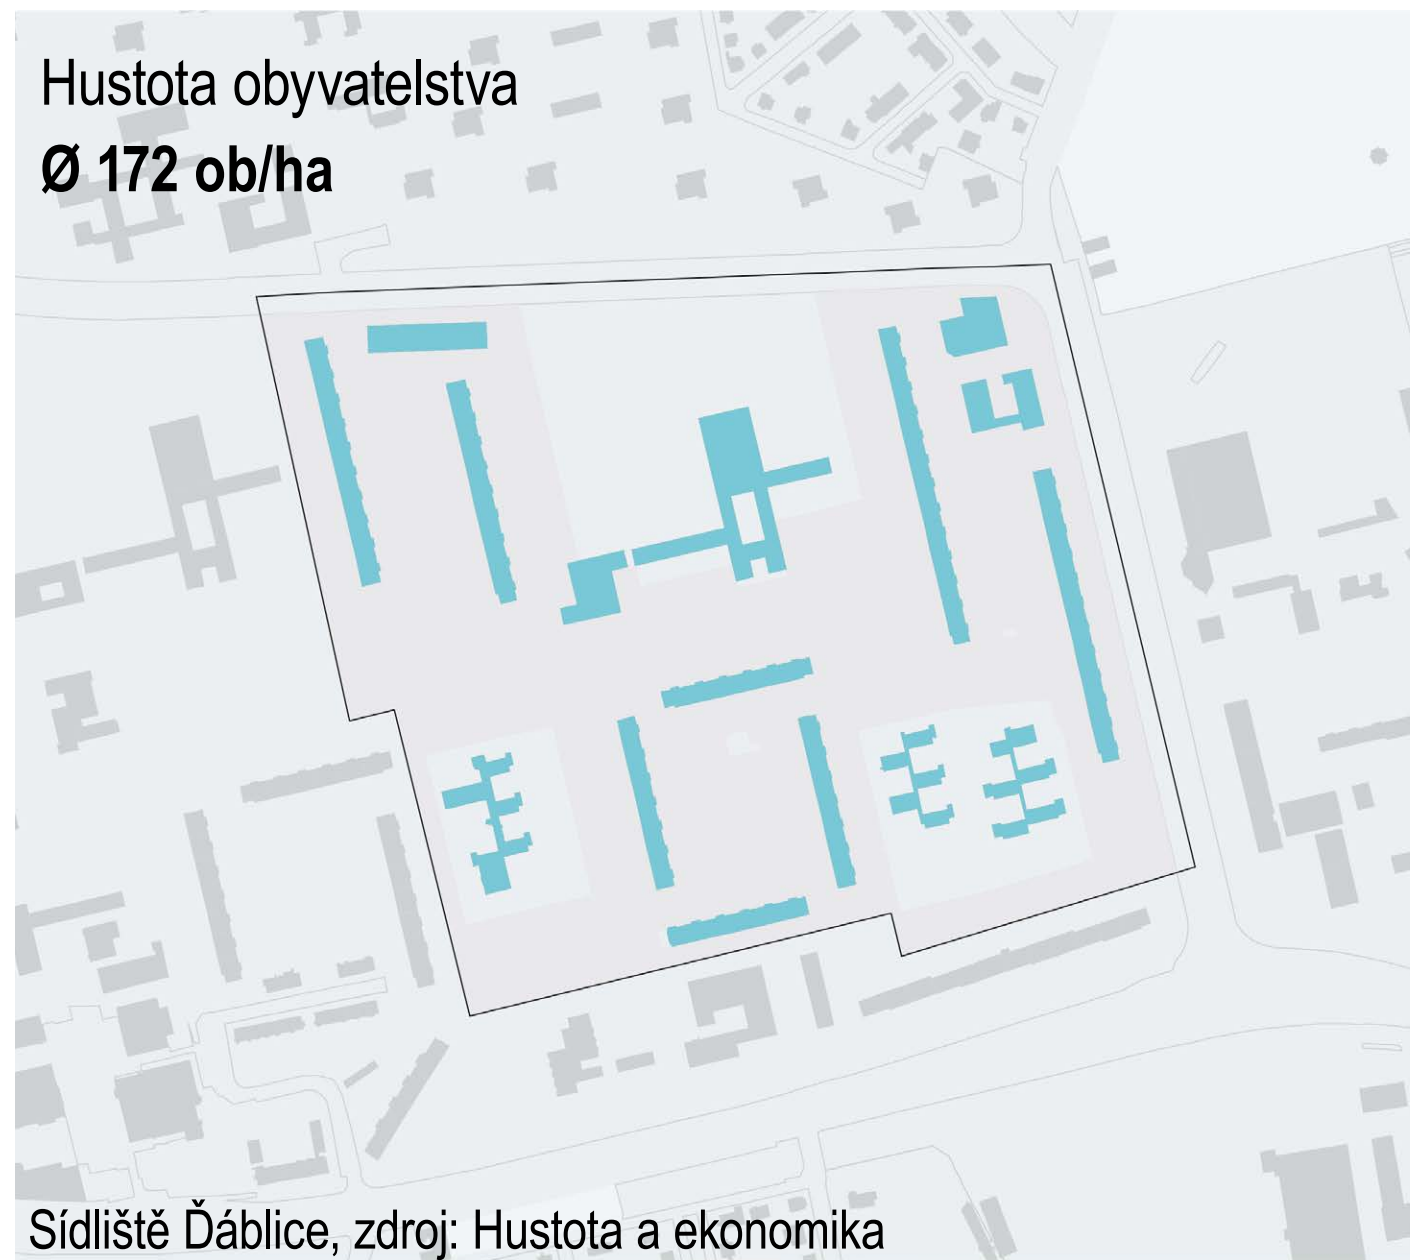 Hustota obyvatelstva
Ø 172 ob/ha
Sídliště Ďáblice, zdroj: Hustota a ekonomika